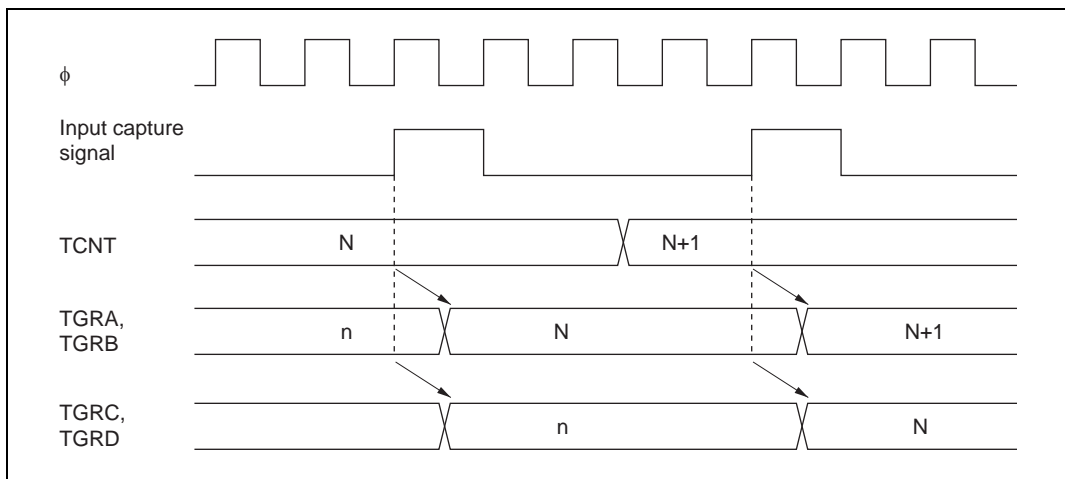 ϕ
Input capture
signal
TCNT
N
N+1
TGRA,
TGRB
n
N
N+1
TGRC,
TGRD
n
N